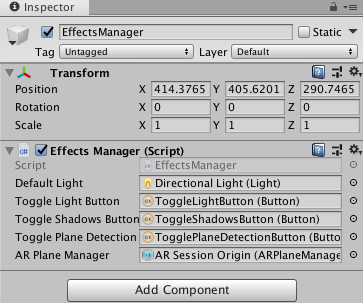 Inspector
EffectsManager Static
Tag Untagged Layer Default
Transform
Position X 414.3765 Y 405.6201 Z 290.7465
Rotation X 0 Y 0 Z 0
Scale X 1 Y 1 Z 1
Effects Manager (Script)
Script EffectsManager
Default Light Directional Light (Light)
Toggle Light Button ToggleLightButton (Button)
Toggle Shadows Button ToggleShadowsButton (Button)
Toggle Plane Detection TogglePlaneDetectionButton (Butto
AR Plane Manager AR Session Origin (ARPlaneManage
Add Component